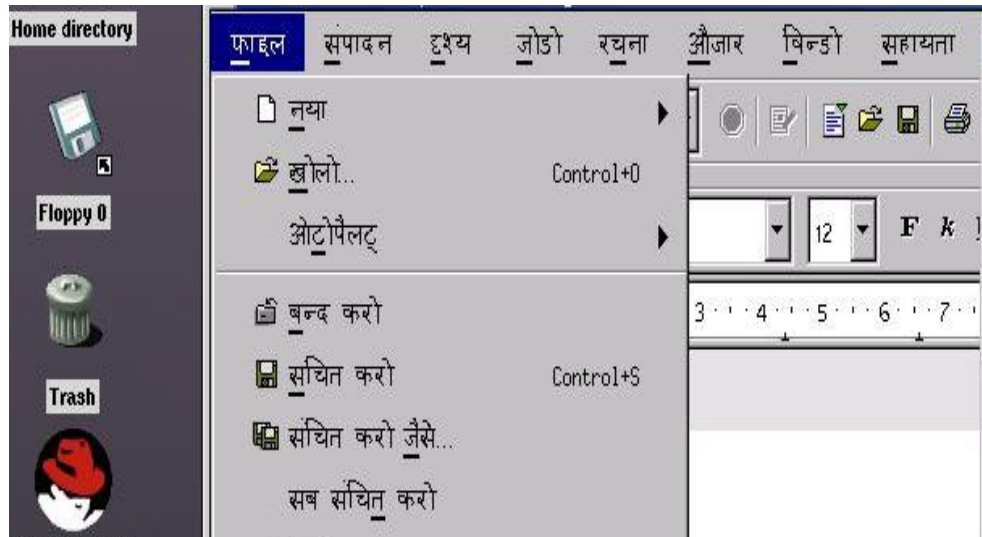 Home directory
Floppy 0
Trash
फाइल संपादन दृश्य जोडो रचना औजार विन्डो सहायता
नया
खोलो... Control+O
ओटोपैलट्
12 F k
बन्द करो
3 4 5 6 7
संचित करो Control+S
संचित करो जैसे...
सब संचित करो